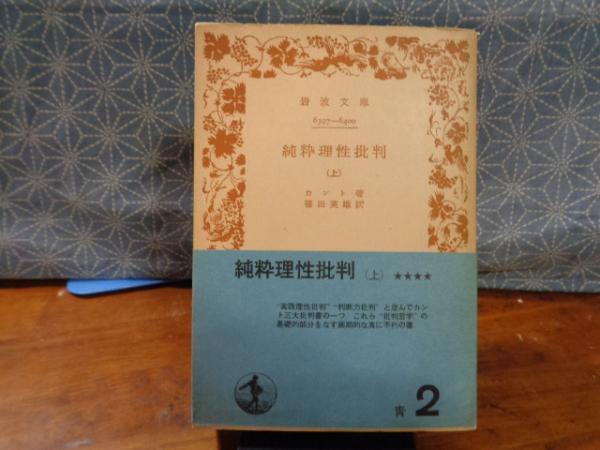 岩波文庫
6397—6400
純粋理性批判
(上)
カント著
篠田英雄訳
純粋理性批判(上)★★★★
“実践理性批判”“判断力批判”と並んでカン
ト三大批判書の一つ これら“批判哲学”の
基礎的部分をなす画期的な真に不朽の書
青 2